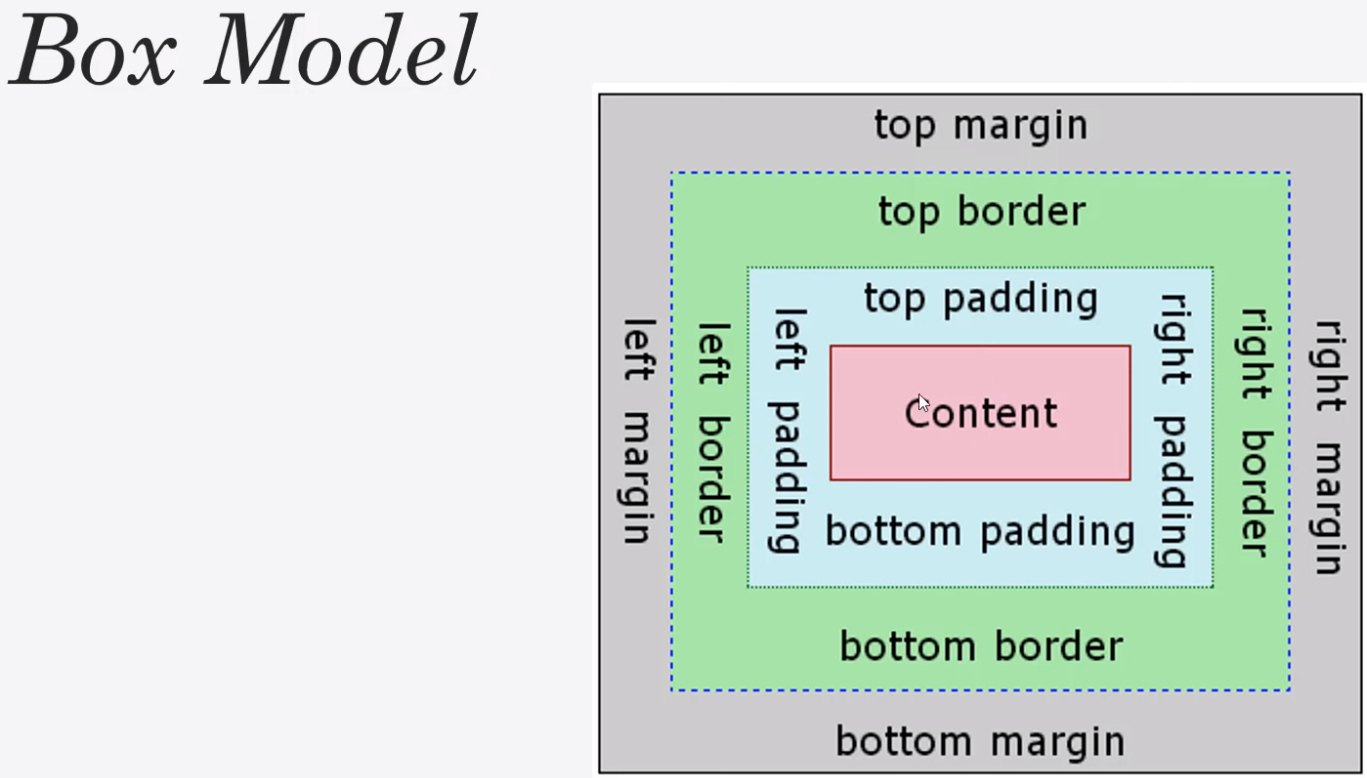 Box Model
top margin
top border
top padding
left margin
left border
left padding
Content
right padding
right border
right margin
bottom padding
bottom border
bottom margin